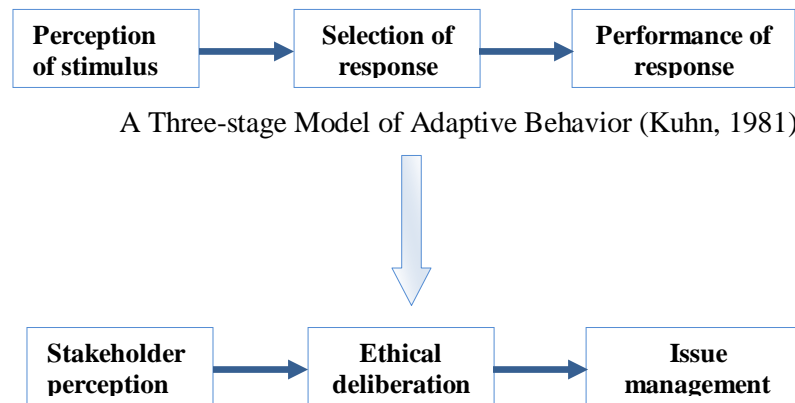 Perception of stimulus
Selection of response
Performance of response
A Three-stage Model of Adaptive Behavior (Kuhn, 1981)
Stakeholder perception
Ethical deliberation
Issue management